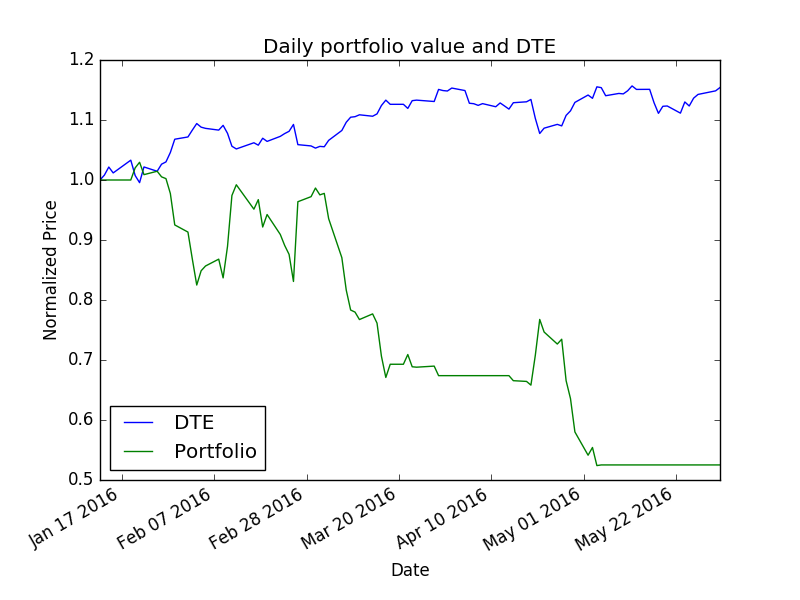 Daily portfolio value and DTE
1.2
1.1
1.0
0.9
0.8
0.7
0.6
0.5
Normalized Price
DTE
Portfolio
Jan 17 2016
Feb 07 2016
Feb 28 2016
Mar 20 2016
Apr 10 2016
May 01 2016
May 22 2016
Date